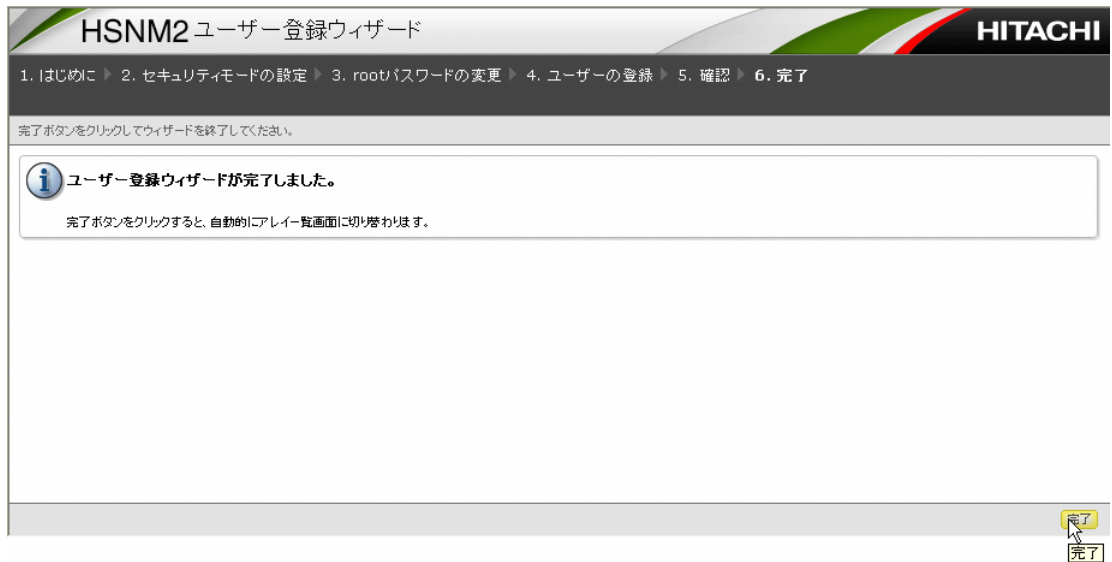 HSNM2 ユーザー登録ウィザード
HITACHI
1. はじめに 2. セキュリティモードの設定 3. rootパスワードの変更 4. ユーザーの登録 5. 確認 6. 完了
完了ボタンをクリックしてウィザードを終了してください。
ユーザー登録ウィザードが完了しました。
完了ボタンをクリックすると、自動的にアレイ一覧画面に切り替わります。
完了
完了